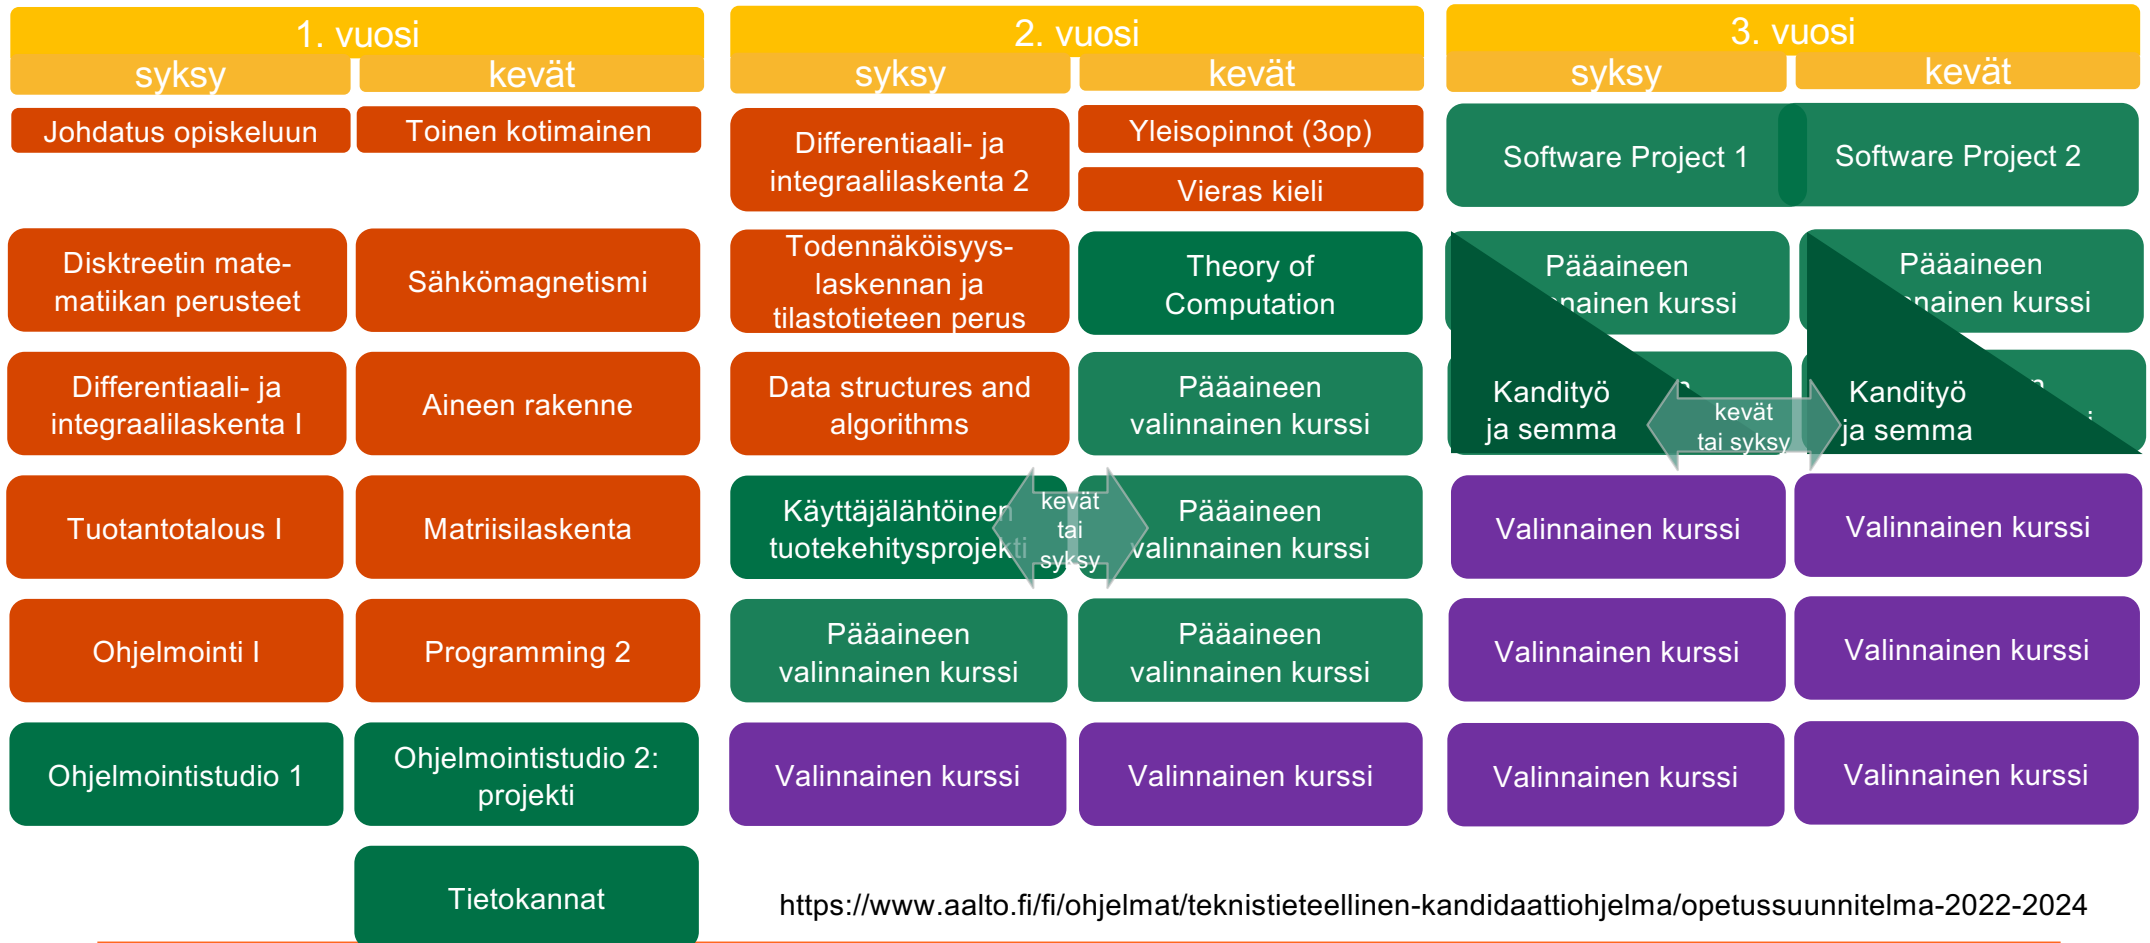 1. vuosi
syksy
kevät
Johdatus opiskeluun
Toinen kotimainen
Disktreetin mate-
matiikan perusteet
Sähkömagnetismi
Differentiaali- ja
integraalilaskenta I
Aineen rakenne
Tuotantotalous I
Matriisilaskenta
Ohjelmointi I
Programming 2
Ohjelmointistudio 1
Ohjelmointistudio 2:
projekti
Tietokannat
2. vuosi
syksy
kevät
Differentiaali- ja
integraalilaskenta 2
Yleisopinnot (3op)
Vieras kieli
Todennäköisyys-
laskennan ja
tilastotieteen perus
Theory of
Computation
Data structures and
algorithms
Pääaineen
valinnainen kurssi
Käyttäjälähtöinen
tuotekehitysprojekti
kevät
tai
syksy
Pääaineen
valinnainen kurssi
Pääaineen
valinnainen kurssi
Pääaineen
valinnainen kurssi
Valinnainen kurssi
Valinnainen kurssi
3. vuosi
syksy
kevät
Software Project 1
Software Project 2
Pääaineen
nnainen kurssi
Pääaineen
nnainen kurssi
Kandityö
ja semma
kevät
tai syksy
Kandityö
ja semma
Valinnainen kurssi
Valinnainen kurssi
Valinnainen kurssi
Valinnainen kurssi
Valinnainen kurssi
Valinnainen kurssi
https://www.aalto.fi/fi/ohjelmat/teknistieteellinen-kandidaattiohjelma/opetussuunnitelma-2022-2024